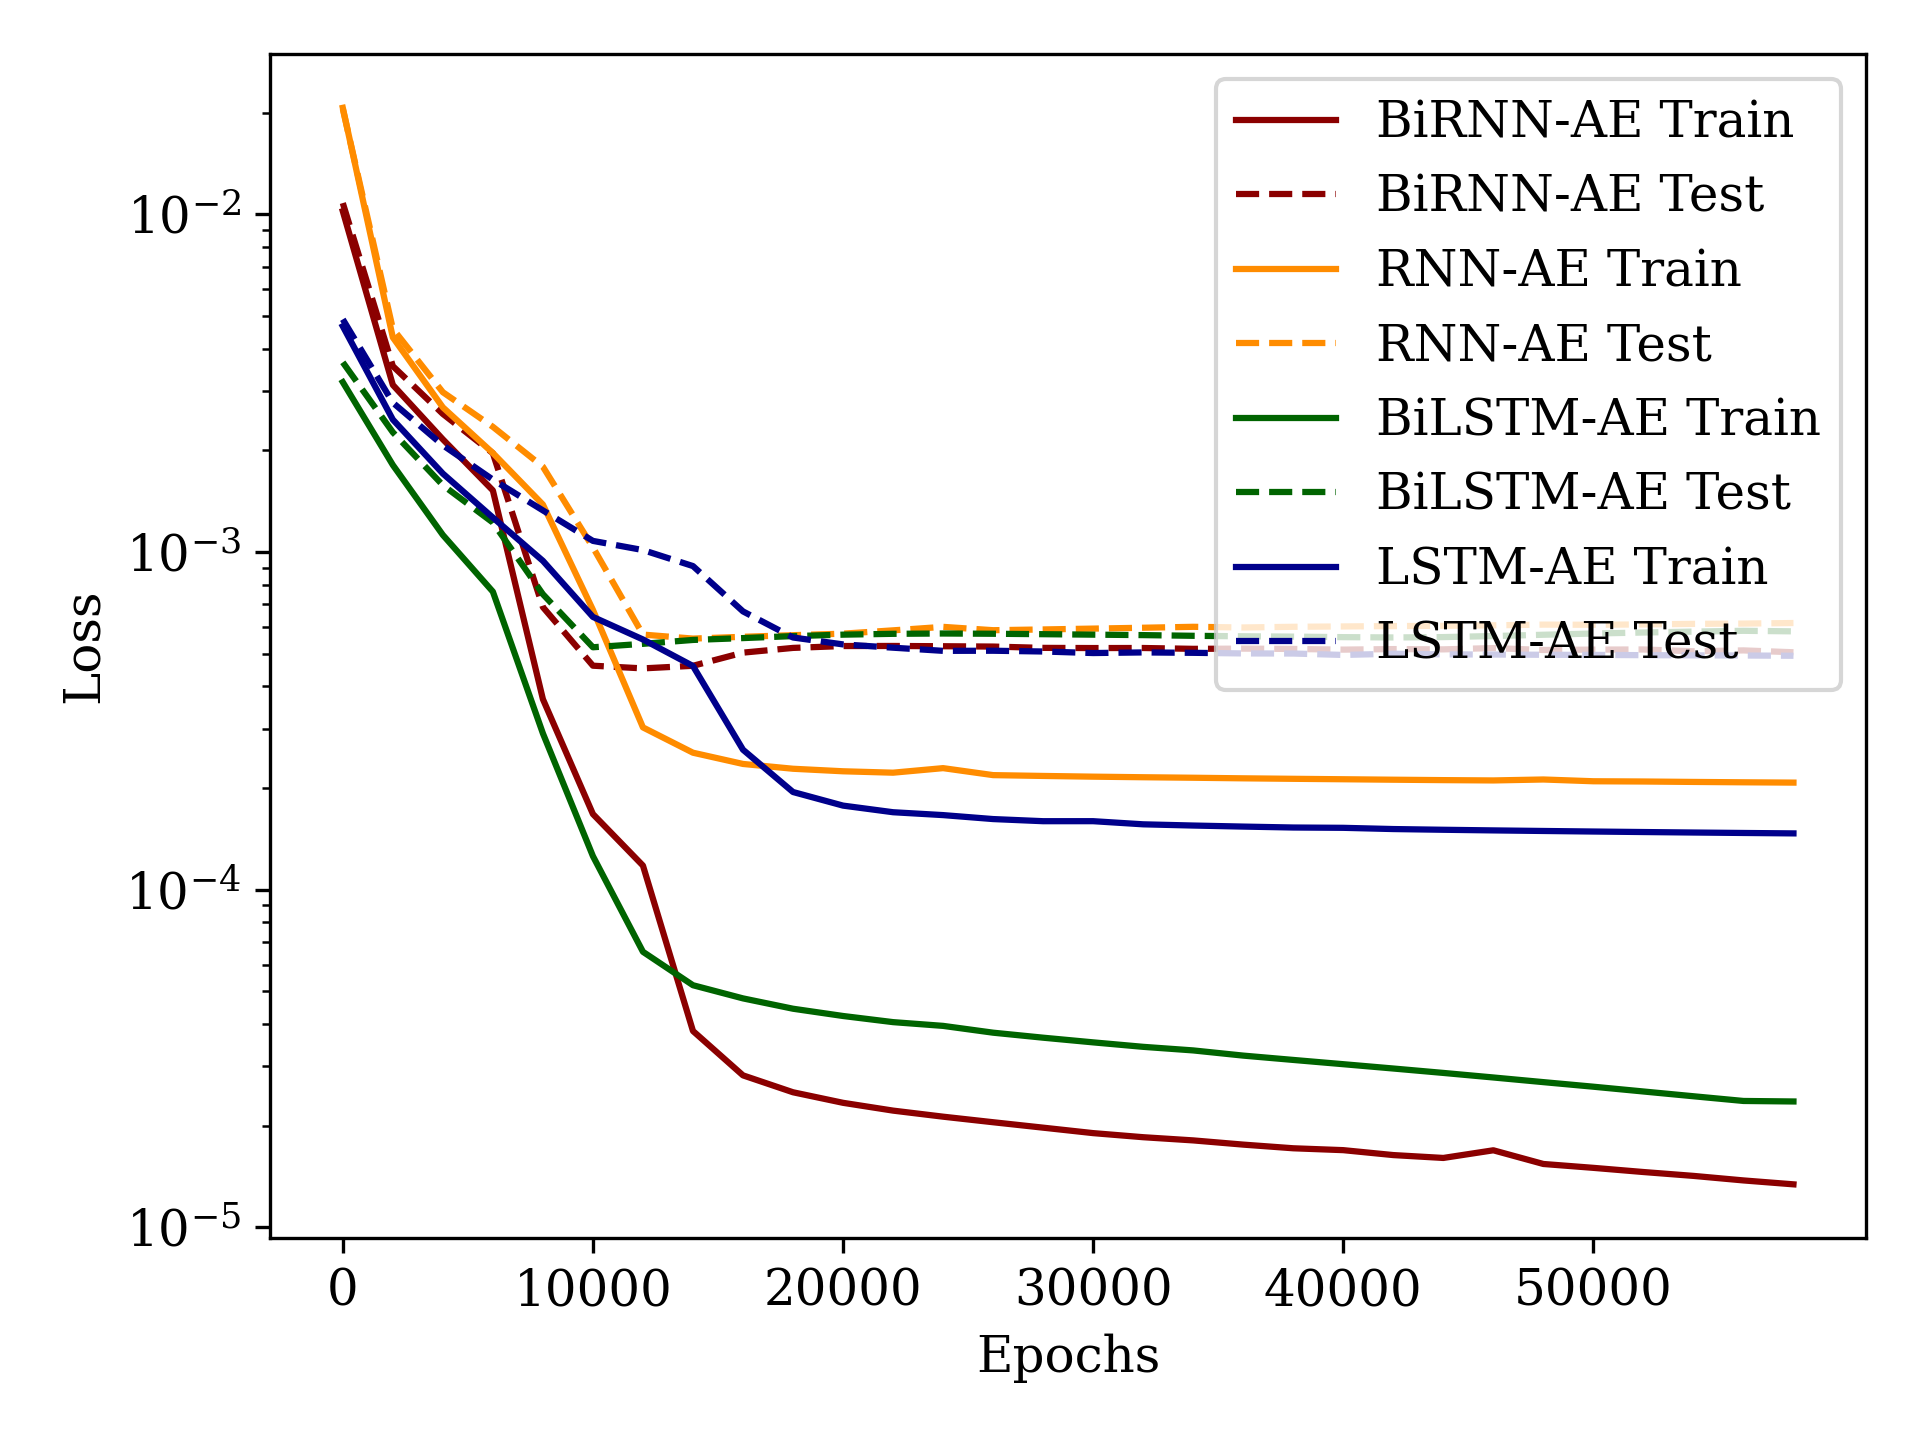 BiRNN-AE Train
BiRNN-AE Test
RNN-AE Train
RNN-AE Test
BiLSTM-AE Train
BiLSTM-AE Test
LSTM-AE Train
LSTM-AE Test
Loss
10⁻²
10⁻³
10⁻⁴
10⁻⁵
0 10000 20000 30000 40000 50000
Epochs